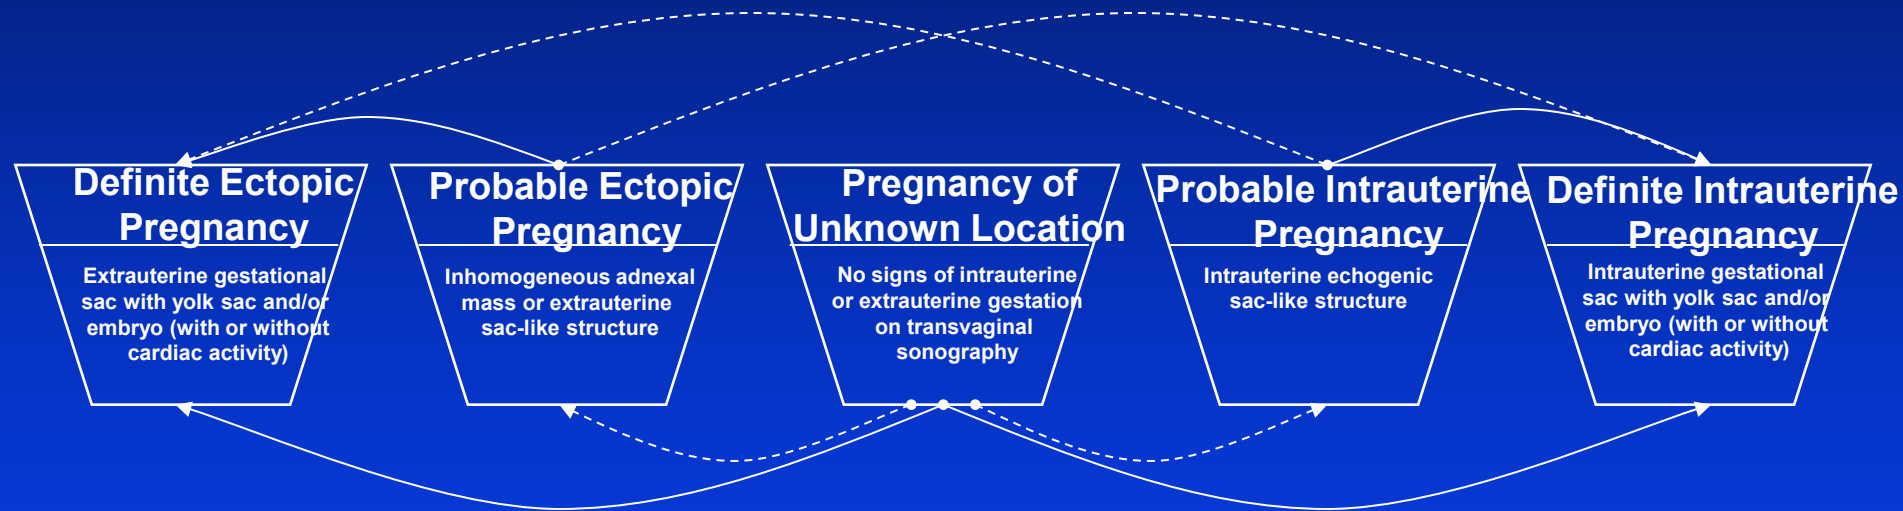 Definite Ectopic
Pregnancy
Extrauterine gestational
sac with yolk sac and/or
embryo (with or without
cardiac activity)
Probable Ectopic
Pregnancy
Inhomogeneous adnexal
mass or extrauterine
sac-like structure
Pregnancy of
Unknown Location
No signs of intrauterine
or extrauterine gestation
on transvaginal
sonography
Probable Intrauterine
Pregnancy
Intrauterine echogenic
sac-like structure
Definite Intrauterine
Pregnancy
Intrauterine gestational
sac with yolk sac and/or
embryo (with or without
cardiac activity)